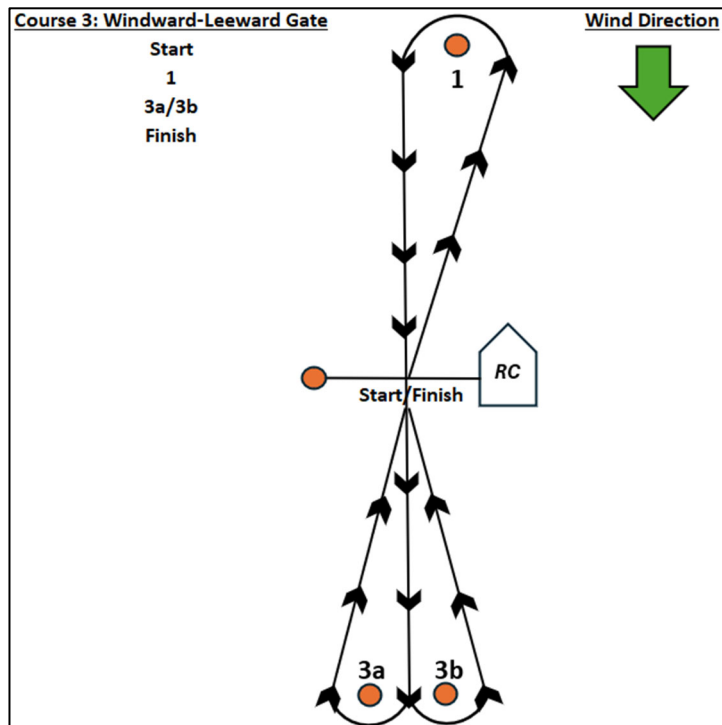 Course 3: Windward-Leeward Gate
Start
1
3a/3b
Finish
Wind Direction
1
RC
Start/Finish
3a
3b